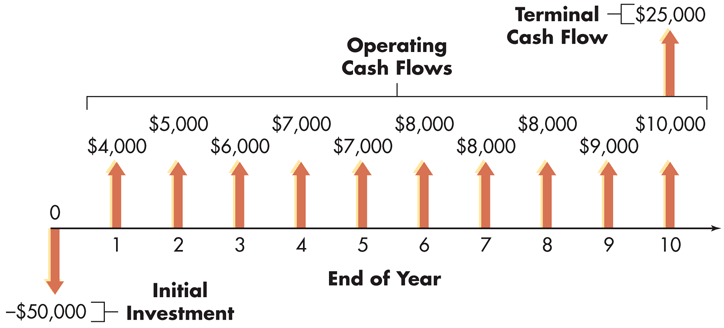 Terminal $25,000
Cash Flow
Operating
Cash Flows
$5,000 $7,000 $8,000 $8,000 $10,000
$4,000 $6,000 $7,000 $8,000 $9,000
0
1 2 3 4 5 6 7 8 9 10
End of Year
Initial
–$50,000 Investment